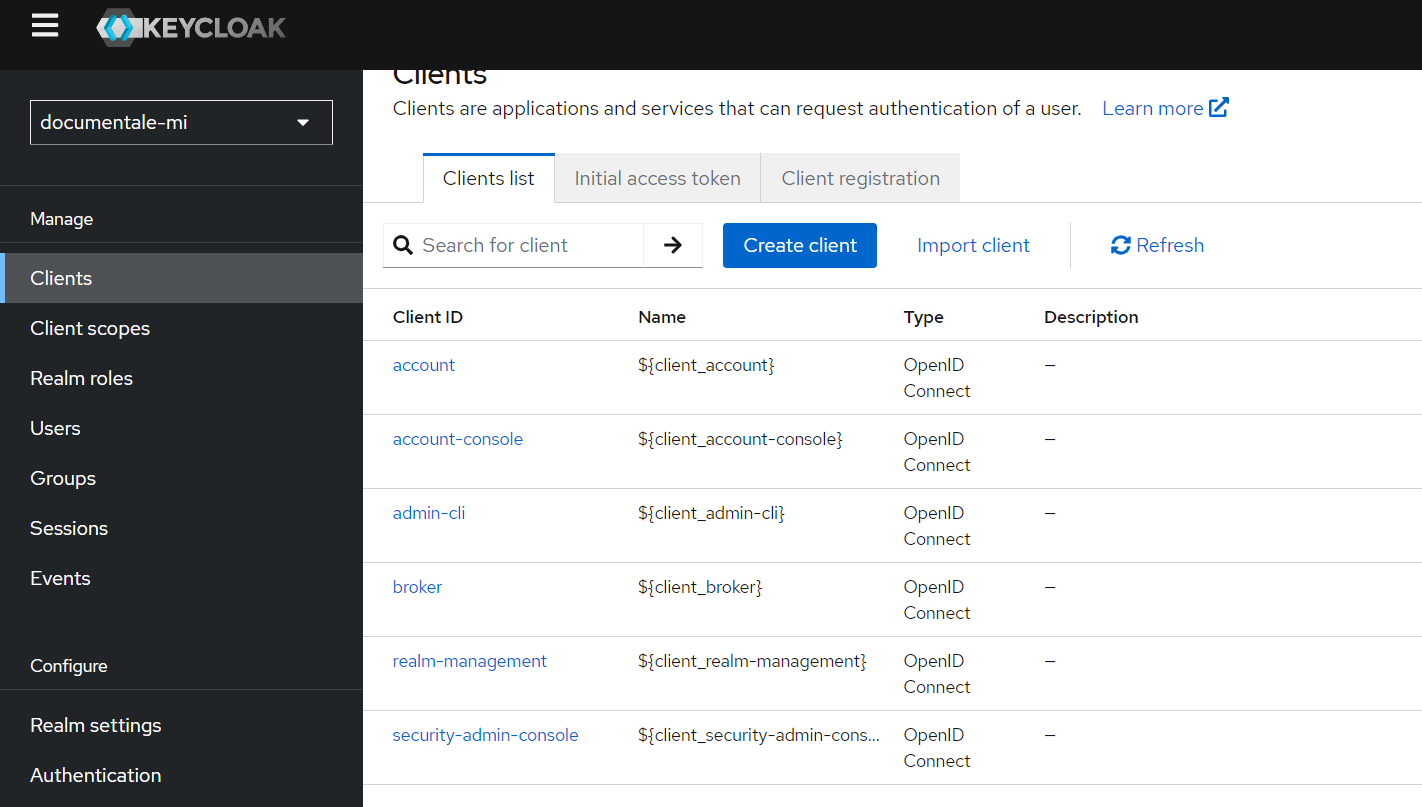 KEYCLOAK
documentale-mi
Manage
Clients
Client scopes
Realm roles
Users
Groups
Sessions
Events
Configure
Realm settings
Authentication
Clients
Clients are applications and services that can request authentication of a user. Learn more
Clients list Initial access token Client registration
Search for client Create client Import client Refresh
Client ID Name Type Description
account ${client_account} OpenID Connect –
account-console ${client_account-console} OpenID Connect –
admin-cli ${client_admin-cli} OpenID Connect –
broker ${client_broker} OpenID Connect –
realm-management ${client_realm-management} OpenID Connect –
security-admin-console ${client_security-admin-cons... OpenID Connect –